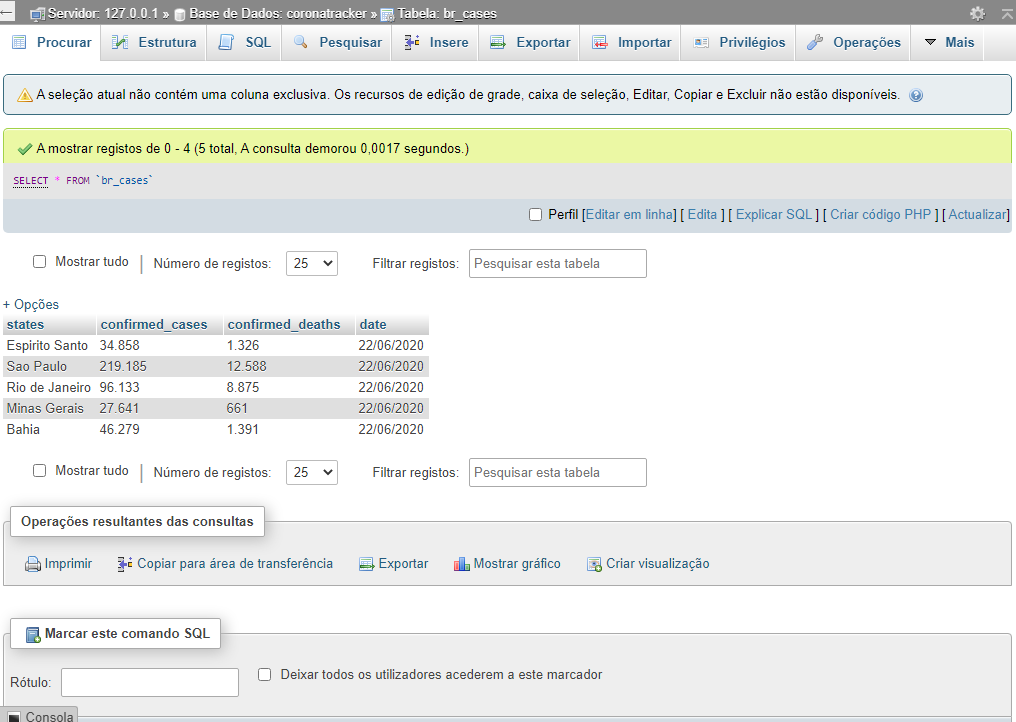 Servidor: 127.0.0.1 » Base de Dados: coronatracker » Tabela: br_cases
Procurar Estrutura SQL Pesquisar Insere Exportar Importar Privilégios Operações Mais
A seleção atual não contém uma coluna exclusiva. Os recursos de edição de grade, caixa de seleção, Editar, Copiar e Excluir não estão disponíveis.
A mostrar registos de 0 - 4 (5 total, A consulta demorou 0,0017 segundos.)
SELECT * FROM `br_cases`
Perfil [Editar em linha] [ Edita ] [ Explicar SQL ] [ Criar código PHP ] [ Actualizar]
Mostrar tudo | Número de registos: 25 Filtrar registos: Pesquisar esta tabela
+ Opções
states confirmed_cases confirmed_deaths date
Espirito Santo 34.858 1.326 22/06/2020
Sao Paulo 219.185 12.588 22/06/2020
Rio de Janeiro 96.133 8.875 22/06/2020
Minas Gerais 27.641 661 22/06/2020
Bahia 46.279 1.391 22/06/2020
Mostrar tudo | Número de registos: 25 Filtrar registos: Pesquisar esta tabela
Operações resultantes das consultas
Imprimir Copiar para área de transferência Exportar Mostrar gráfico Criar visualização
Marcar este comando SQL
Rótulo: Deixar todos os utilizadores acederem a este marcador
Consola